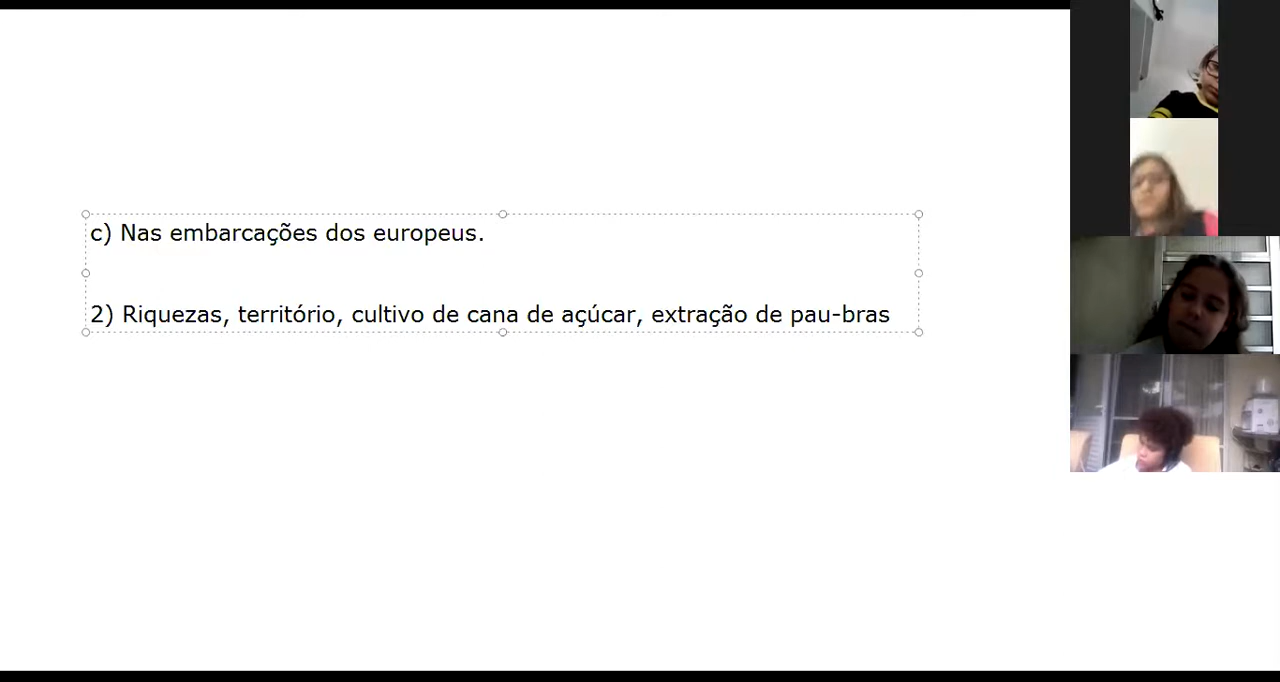 c) Nas embarcações dos europeus.
2) Riquezas, território, cultivo de cana de açúcar, extração de pau-bras